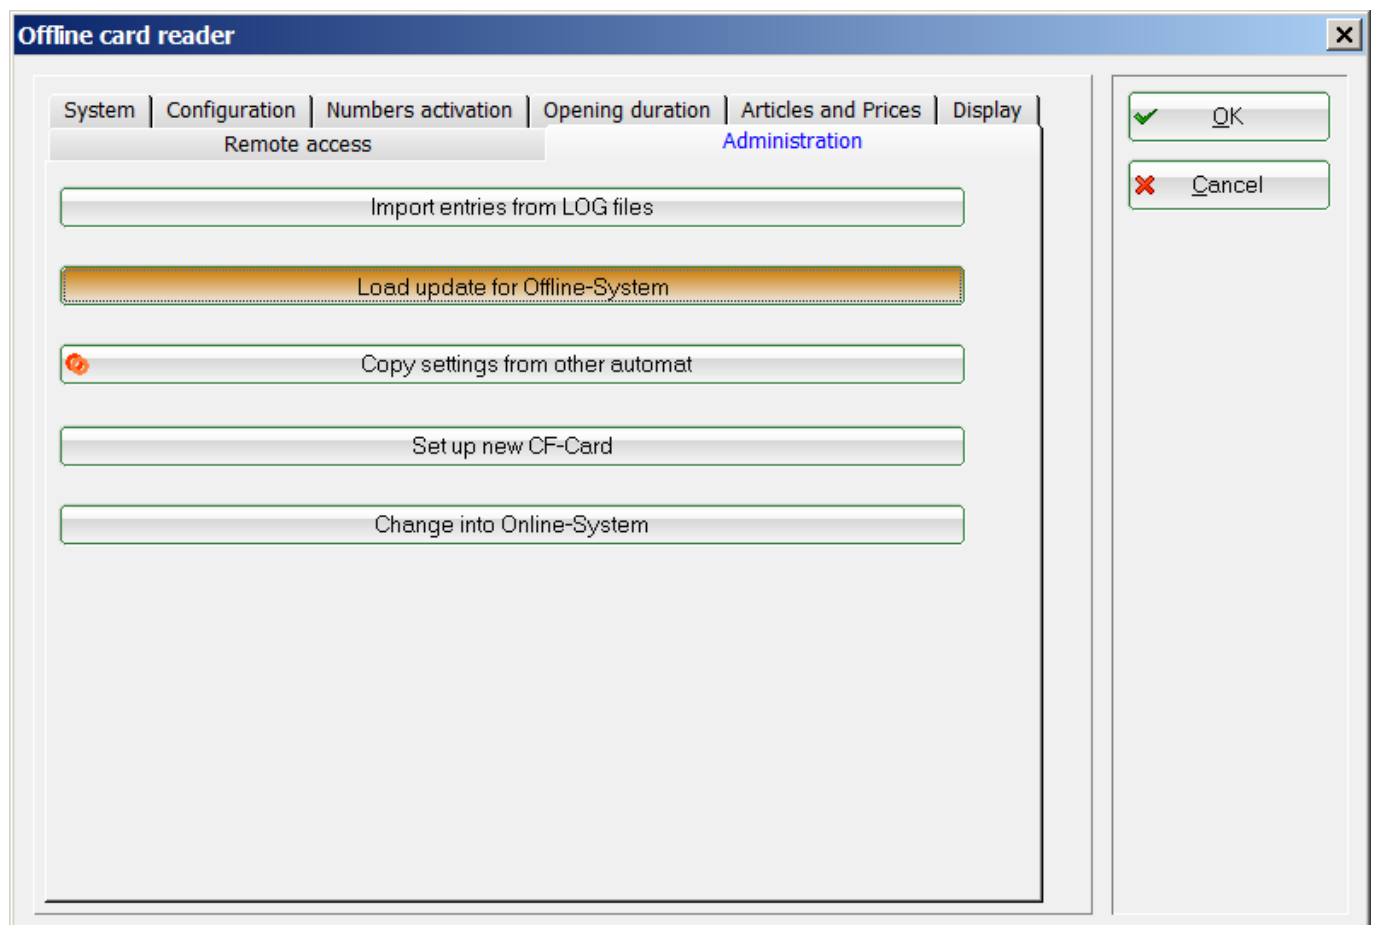 Offline card reader
System Configuration Numbers activation Opening duration Articles and Prices Display
Remote access Administration
Import entries from LOG files
Load update for Offline-System
Copy settings from other automat
Set up new CF-Card
Change into Online-System
OK
Cancel